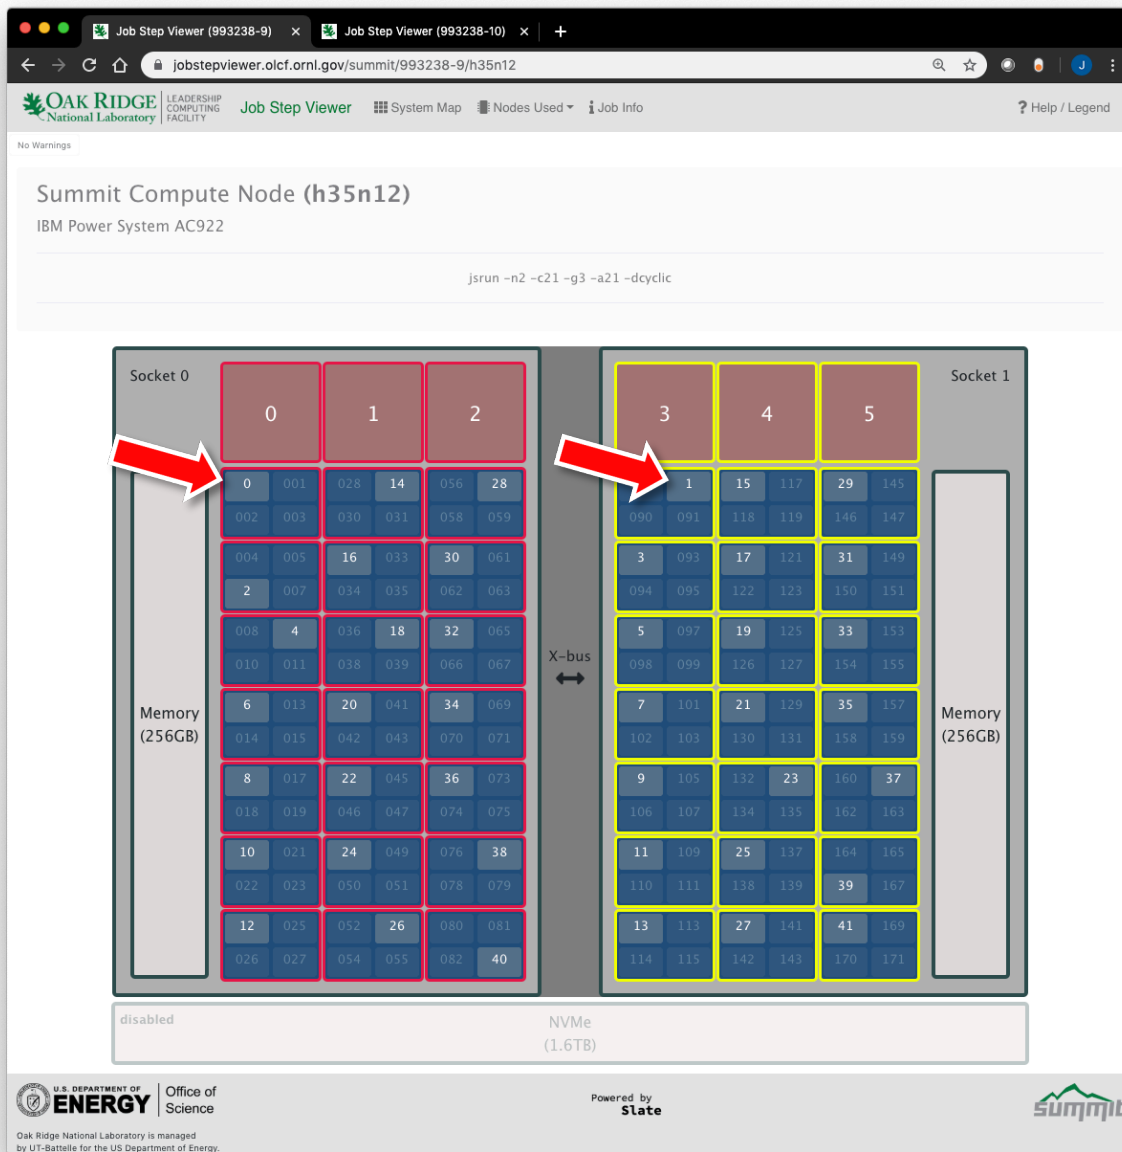 Job Step Viewer (993238-9) × Job Step Viewer (993238-10) × +
jobstepviewer.olcf.ornl.gov/summit/993238-9/h35n12 J
OAK RIDGE National Laboratory LEADERSHIP COMPUTING FACILITY Job Step Viewer System Map Nodes Used Job Info ? Help / Legend
No Warnings
Summit Compute Node (h35n12)
IBM Power System AC922
jsrun -n2 -c21 -g3 -a21 -dcyclic
Socket 0 Socket 1
0 1 2 3 4 5
0 001 028 14 056 28 1 15 117 29 145
002 003 030 031 058 059 090 091 118 119 146 147
004 005 16 033 30 061 3 093 17 121 31 149
2 007 034 035 062 063 094 095 122 123 150 151
008 4 036 18 32 065 5 097 19 125 33 153
010 011 038 039 066 067 098 099 126 127 154 155
X-bus
6 013 20 041 34 069 7 101 21 129 35 157
Memory Memory
(256GB) (256GB)
014 015 042 043 070 071 102 103 130 131 158 159
8 017 22 045 36 073 9 105 132 23 160 37
018 019 046 047 074 075 106 107 134 135 162 163
10 021 24 049 076 38 11 109 25 137 164 165
022 023 050 051 078 079 110 111 138 139 39 167
12 025 052 26 080 081 13 113 27 141 41 169
026 027 054 055 082 40 114 115 142 143 170 171
disabled
NVMe
(1.6TB)
U.S. DEPARTMENT OF ENERGY Office of Science
Powered by
Slate
summit
Oak Ridge National Laboratory is managed
by UT-Battelle for the US Department of Energy.